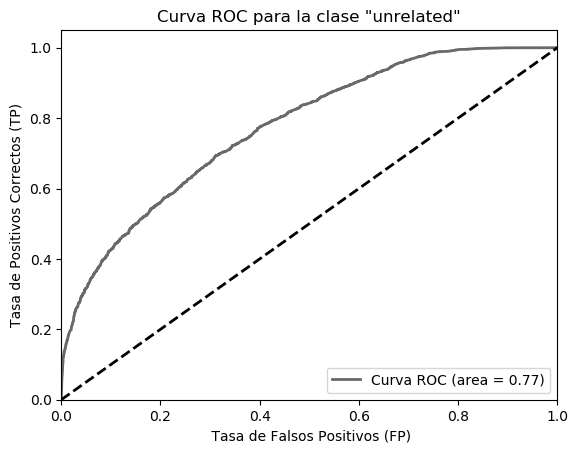 Curva ROC para la clase "unrelated"
1.0
0.8
0.6
0.4
0.2
0.0
Tasa de Positivos Correctos (TP)
Curva ROC (area = 0.77)
0.0 0.2 0.4 0.6 0.8 1.0
Tasa de Falsos Positivos (FP)